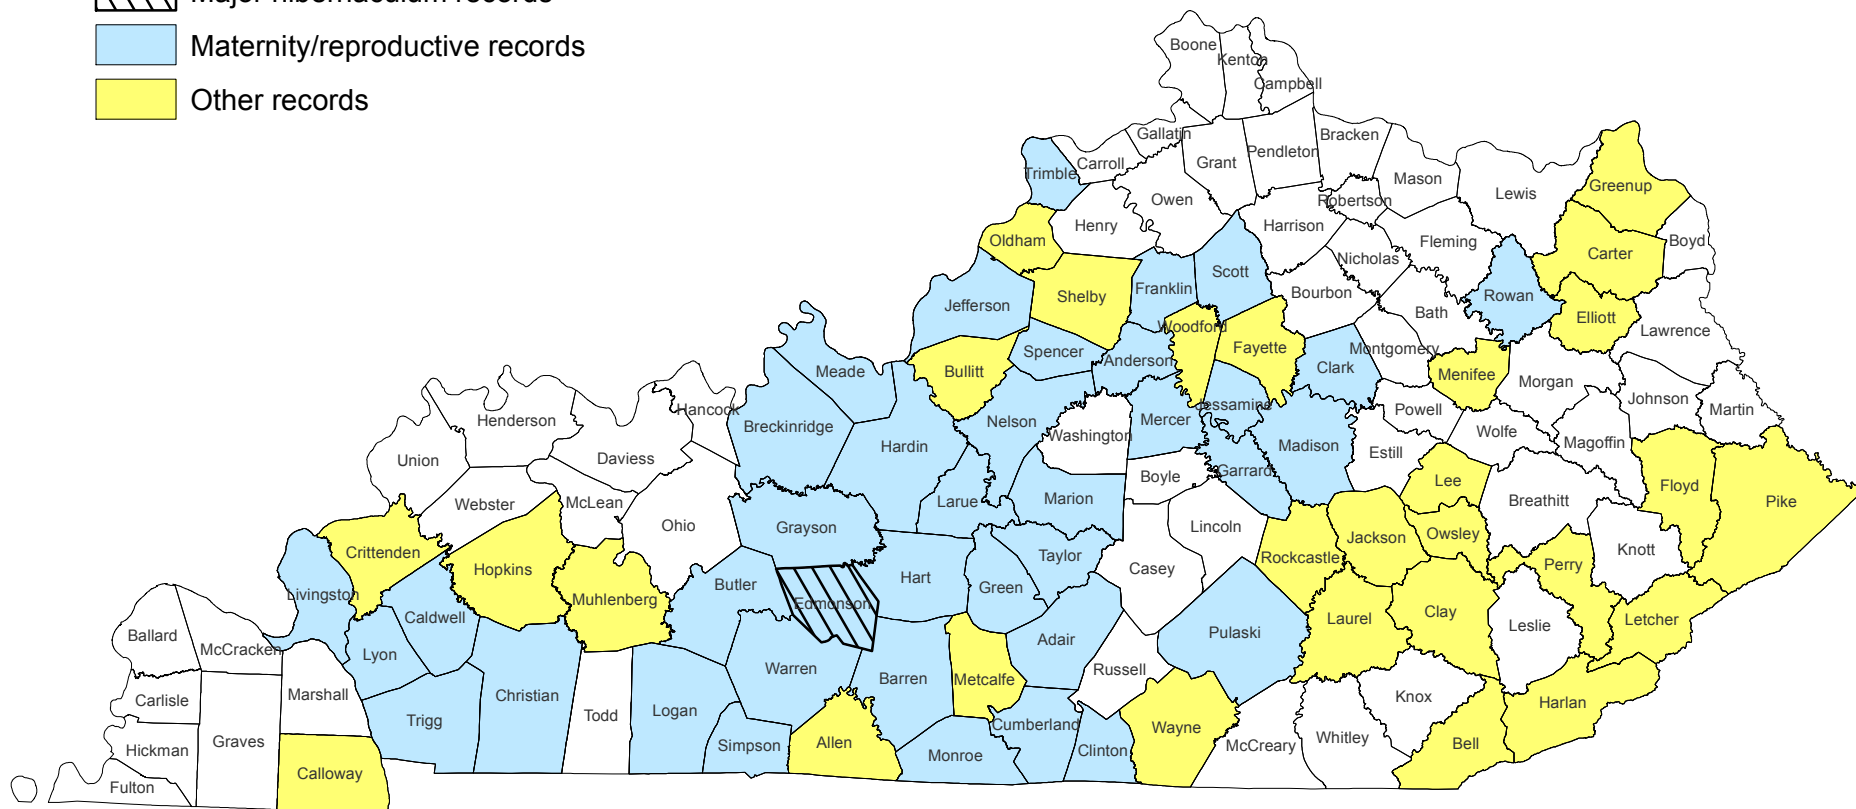 Major hibernaculum records
Maternity/reproductive records
Other records
Boone
Kenton
Campbell
Gallatin
Bracken
Carroll
Grant
Pendleton
Trimble
Mason
Lewis
Greenup
Owen
Robertson
Henry
Harrison
Oldham
Fleming
Boyd
Carter
Nicholas
Scott
Franklin
Shelby
Bourbon
Rowan
Jefferson
Bath
Elliott
Woodford
Lawrence
Fayette
Montgomery
Spencer
Anderson
Clark
Meade
Bullitt
Menifee
Morgan
Johnson
Martin
Jessamine
Hancock
Powell
Henderson
Nelson
Mercer
Breckinridge
Washington
Wolfe
Magoffin
Hardin
Madison
Estill
Union
Daviess
Garrard
Boyle
Lee
Floyd
Larue
Marion
Breathitt
Pike
Webster
McLean
Ohio
Grayson
Lincoln
Owsley
Jackson
Knott
Crittenden
Rockcastle
Taylor
Perry
Casey
Hopkins
Hart
Green
Butler
Livingston
Muhlenberg
Edmonson
Clay
Caldwell
Laurel
Letcher
Leslie
Pulaski
Ballard
Adair
McCracken
Lyon
Warren
Russell
Barren
Metcalfe
Marshall
Christian
Knox
Carlisle
Harlan
Todd
Logan
Trigg
Cumberland
Wayne
Graves
Allen
Simpson
McCreary
Whitley
Bell
Hickman
Clinton
Monroe
Calloway
Fulton